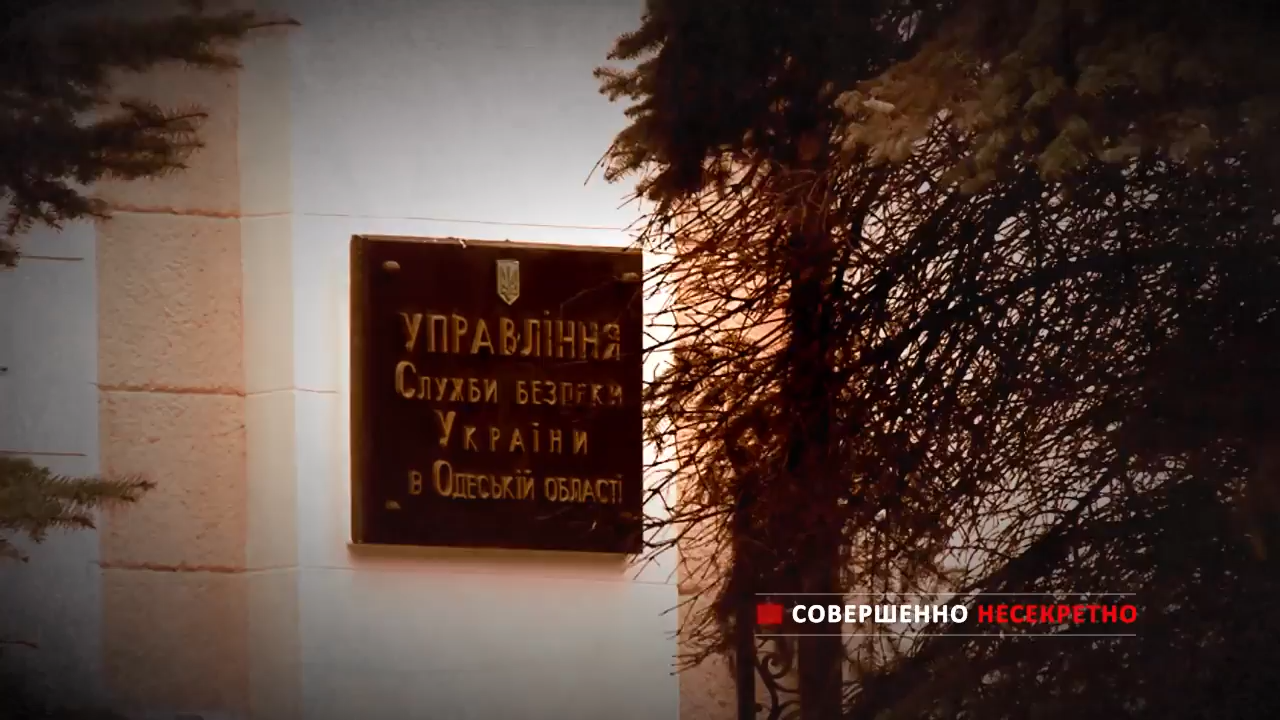 УПРАВЛІННЯ
СЛУЖБИ БЕЗПЕКИ
УКРАЇНИ
В ОДЕСЬКІЙ ОБЛАСТІ
СОВЕРШЕННО НЕСЕКРЕТНО